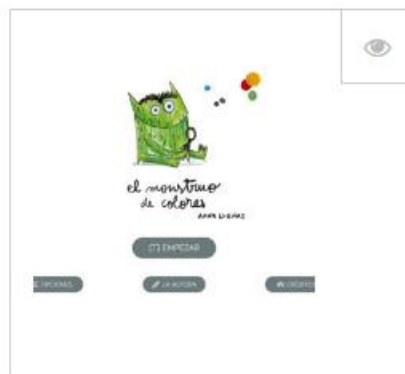 el monstruo
de colores
ANNA LLENAS
EMPEZAR
OPCIONES
LA AUTORA
CRÉDITOS